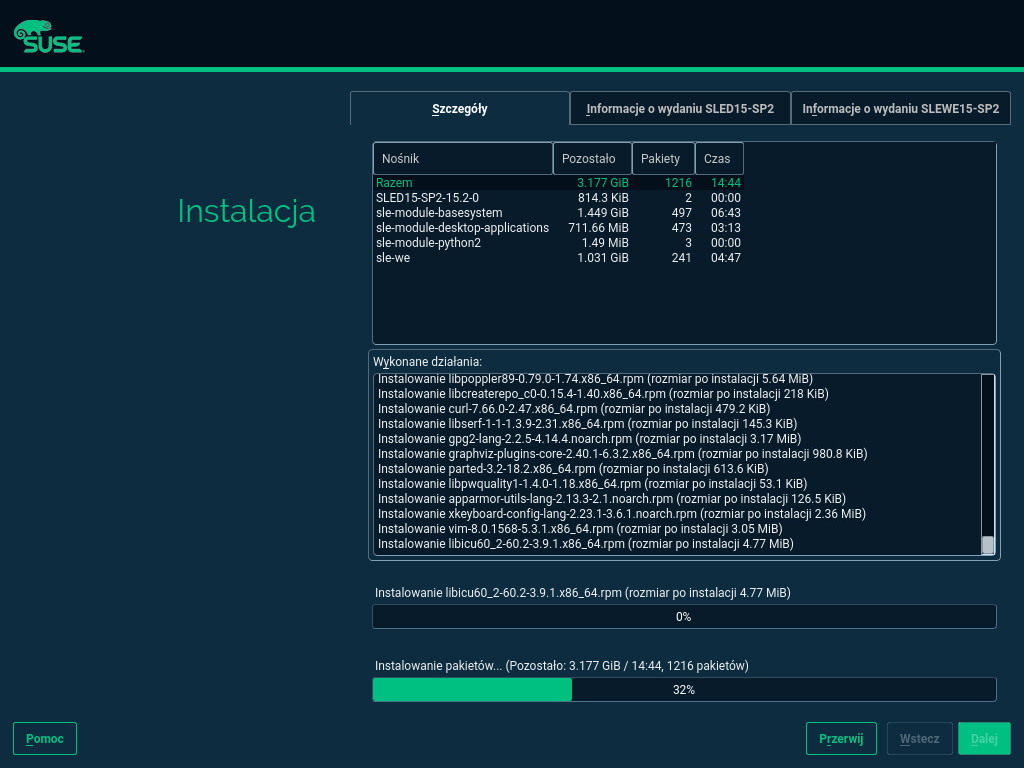 SUSE
Szczegóły Informacje o wydaniu SLED15-SP2 Informacje o wydaniu SLEWE15-SP2
Instalacja
Nośnik Pozostało Pakiety Czas
Razem 3.177 GiB 1216 14:44
SLED15-SP2-15.2-0 814.3 KiB 2 00:00
sle-module-basesystem 1.449 GiB 497 06:43
sle-module-desktop-applications 711.66 MiB 473 03:13
sle-module-python2 1.49 MiB 3 00:00
sle-we 1.031 GiB 241 04:47
Wykonane działania:
Instalowanie libpoppler89-0.79.0-1.74.x86_64.rpm (rozmiar po instalacji 5.64 MiB)
Instalowanie libcreaterepo_c0-0.15.4-1.40.x86_64.rpm (rozmiar po instalacji 218 KiB)
Instalowanie curl-7.66.0-2.47.x86_64.rpm (rozmiar po instalacji 479.2 KiB)
Instalowanie libserf-1-1-1.3.9-2.31.x86_64.rpm (rozmiar po instalacji 145.3 KiB)
Instalowanie gpg2-lang-2.2.5-4.14.4.noarch.rpm (rozmiar po instalacji 3.17 MiB)
Instalowanie graphviz-plugins-core-2.40.1-6.3.2.x86_64.rpm (rozmiar po instalacji 980.8 KiB)
Instalowanie parted-3.2-18.2.x86_64.rpm (rozmiar po instalacji 613.6 KiB)
Instalowanie libpwquality1-1.4.0-1.18.x86_64.rpm (rozmiar po instalacji 53.1 KiB)
Instalowanie apparmor-utils-lang-2.13.3-2.1.noarch.rpm (rozmiar po instalacji 126.5 KiB)
Instalowanie xkeyboard-config-lang-2.23.1-3.6.1.noarch.rpm (rozmiar po instalacji 2.36 MiB)
Instalowanie vim-8.0.1568-5.3.1.x86_64.rpm (rozmiar po instalacji 3.05 MiB)
Instalowanie libicu60_2-60.2-3.9.1.x86_64.rpm (rozmiar po instalacji 4.77 MiB)
Instalowanie libicu60_2-60.2-3.9.1.x86_64.rpm (rozmiar po instalacji 4.77 MiB)
0%
Instalowanie pakietów... (Pozostało: 3.177 GiB / 14:44, 1216 pakietów)
32%
Pomoc Przerwij Wstecz Dalej